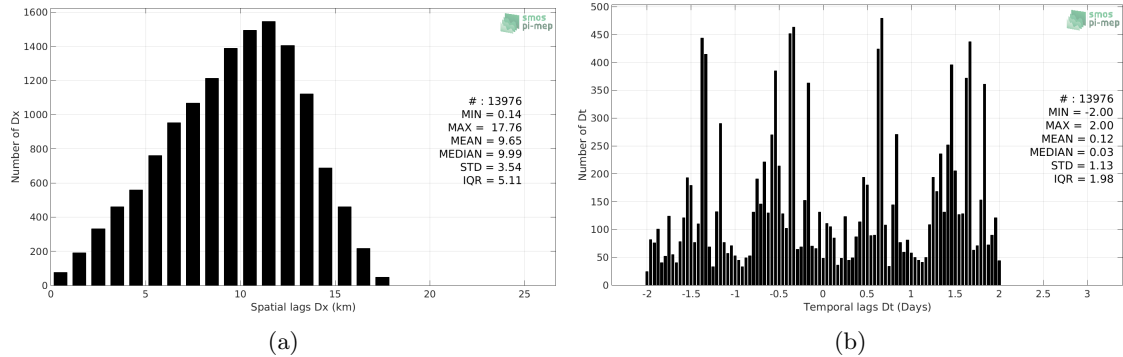 1600
1400
1200
1000
800
600
400
200
0
Number of Dx
0 5 10 15 20 25
Spatial lags Dx (km)
smos
pi-mep
# : 13976
MIN = 0.14
MAX = 17.76
MEAN = 9.65
MEDIAN = 9.99
STD = 3.54
IQR = 5.11
(a)
500
450
400
350
300
250
200
150
100
50
0
Number of Dt
-2 -1.5 -1 -0.5 0 0.5 1 1.5 2 2.5 3
Temporal lags Dt (Days)
smos
pi-mep
# : 13976
MIN = -2.00
MAX = 2.00
MEAN = 0.12
MEDIAN = 0.03
STD = 1.13
IQR = 1.98
(b)